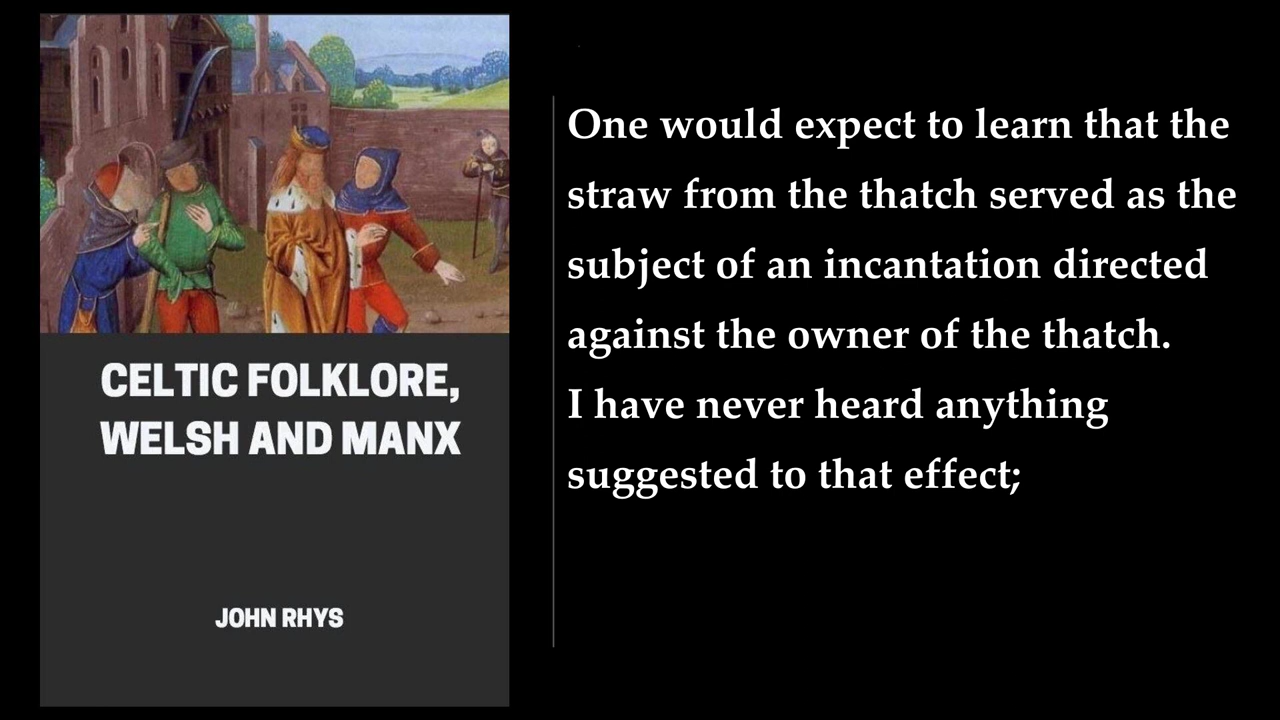 CELTIC FOLKLORE,
WELSH AND MANX
JOHN RHYS
One would expect to learn that the
straw from the thatch served as the
subject of an incantation directed
against the owner of the thatch.
I have never heard anything
suggested to that effect;